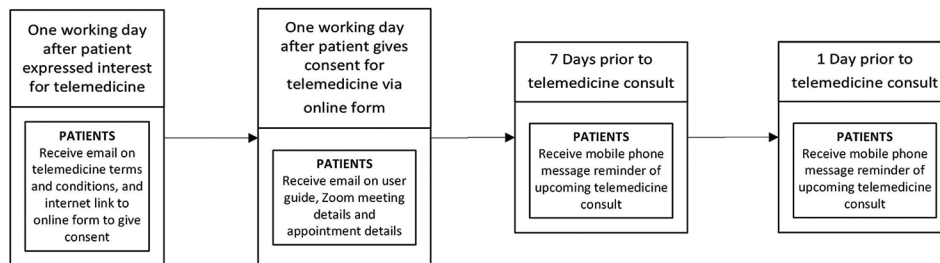 One working day
after patient
expressed interest
for telemedicine
PATIENTS
Receive email on
telemedicine terms
and conditions, and
internet link to
online form to give
consent
One working day
after patient gives
consent for
telemedicine via
online form
PATIENTS
Receive email on user
guide, Zoom meeting
details and
appointment details
7 Days prior to
telemedicine consult
PATIENTS
Receive mobile phone
message reminder of
upcoming telemedicine
consult
1 Day prior to
telemedicine consult
PATIENTS
Receive mobile phone
message reminder of
upcoming telemedicine
consult